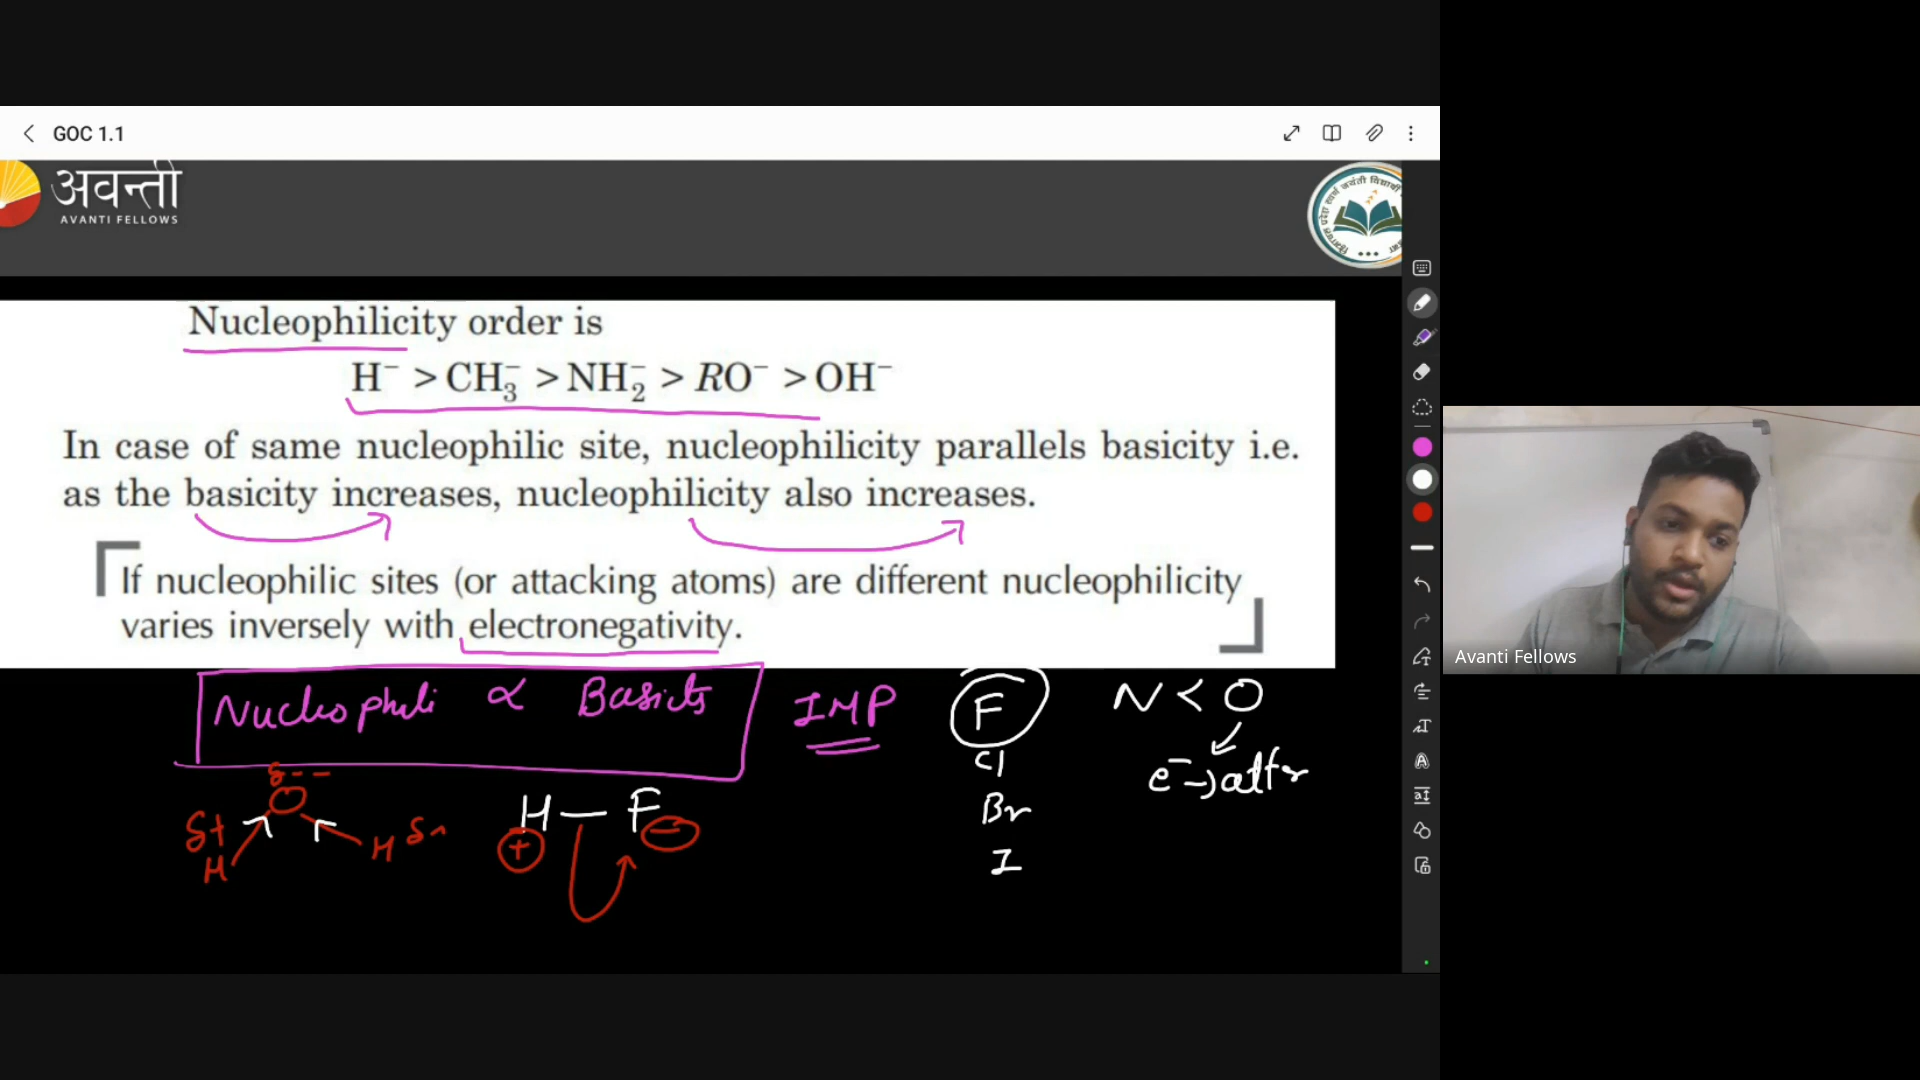 GOC 1.1
अवन्ती
AVANTI FELLOWS
Nucleophilicity order is
H⁻ > CH₃⁻ > NH₂⁻ > RO⁻ > OH⁻
In case of same nucleophilic site, nucleophilicity parallels basicity i.e.
as the basicity increases, nucleophilicity also increases.
If nucleophilic sites (or attacking atoms) are different nucleophilicity
varies inversely with electronegativity.
Nucleophili ∝ IMP
F
Cl
Br
I
N < O
e⁻ →
δ--
O
δ+
H
H
H — F
+ −
Avanti Fellows